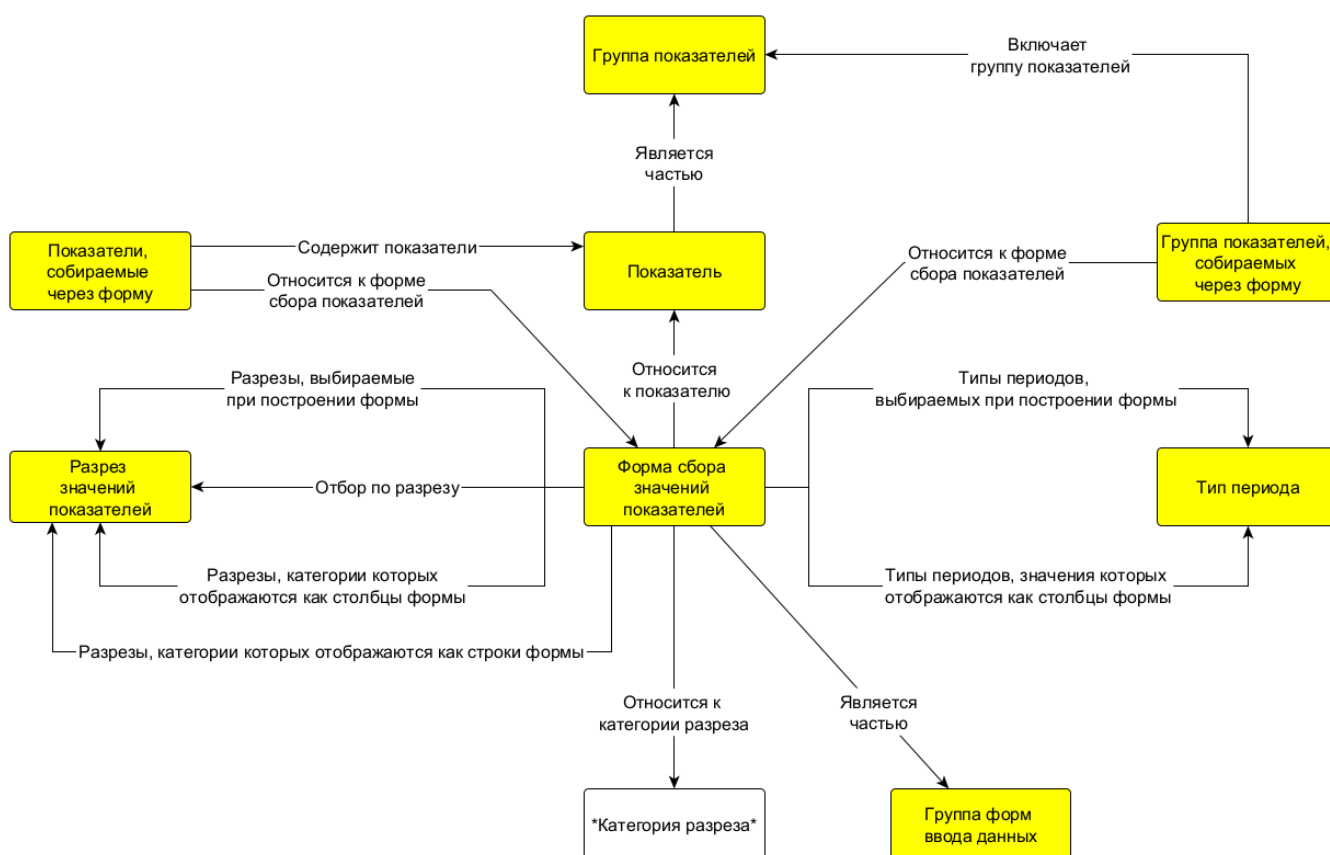 Группа показателей
Включает
группу показателей
Является
частью
Показатели,
собираемые
через форму
Содержит показатели
Относится к форме
сбора показателей
Показатель
Относится к форме
сбора показателей
Группа показателей,
собираемых
через форму
Разрезы, выбираемые
при построении формы
Относится
к показателю
Типы периодов,
выбираемых при построении формы
Разрез
значений
показателей
Отбор по разрезу
Форма сбора
значений
показателей
Тип периода
Разрезы, категории которых
отображаются как столбцы формы
Типы периодов, значения которых
отображаются как столбцы формы
Разрезы, категории которых отображаются как строки формы
Относится к
категории разреза
Является
частью
*Категория разреза*
Группа форм
ввода данных